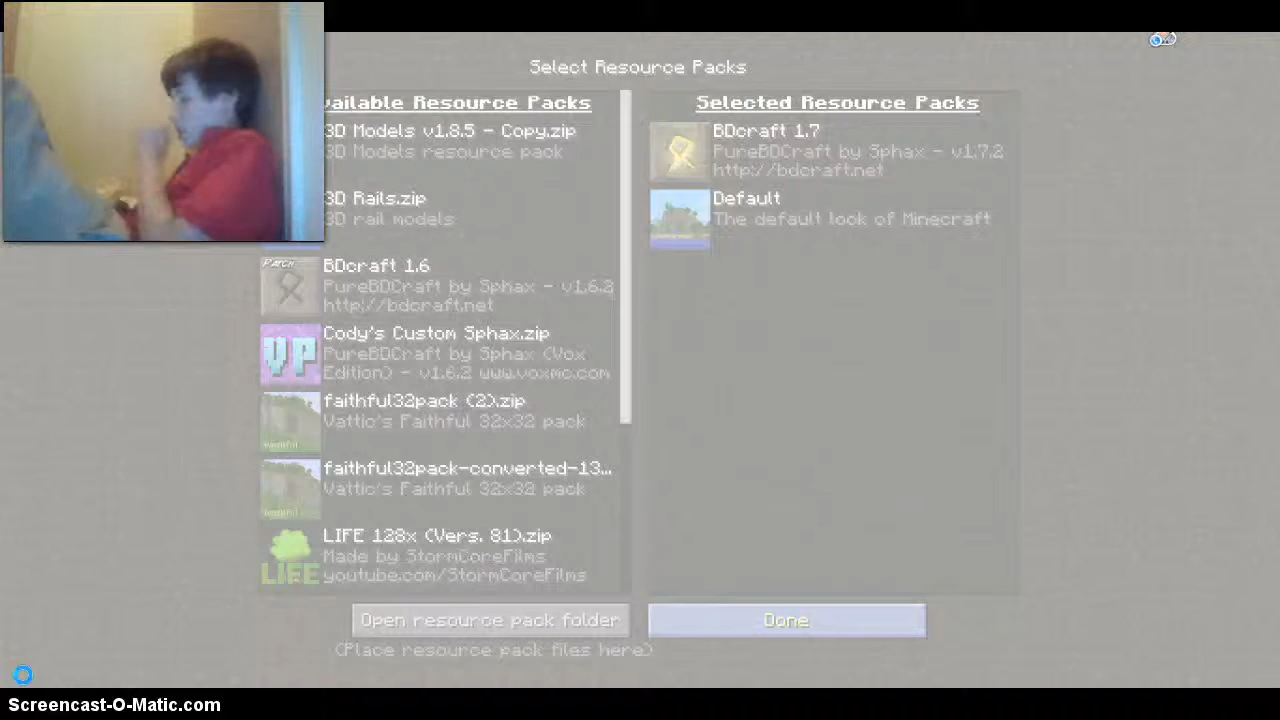 Select Resource Packs
vailable Resource Packs
3D Models v1.8.5 - Copy.zip
3D Models resource pack
3D Rails.zip
3D rail models
PATCH
BDcraft 1.6
PureBDCraft by Sphax - v1.6.2
http://bdcraft.net
VP
Cody's Custom Sphax.zip
PureBDCraft by Sphax (Vox
Edition) - v1.6.2 www.voxmc.com
faithful32pack (2).zip
Vattic's Faithful 32x32 pack
faithful
faithful32pack-converted-13...
Vattic's Faithful 32x32 pack
faithful
LIFE 128x (Vers. 81).zip
Made by StormCoreFilms
youtube.com/StormCoreFilms
LIFE
Selected Resource Packs
BDcraft 1.7
PureBDCraft by Sphax - v1.7.2
http://bdcraft.net
Default
The default look of Minecraft
Open resource pack folder
Done
(Place resource pack files here)
Screencast-O-Matic.com